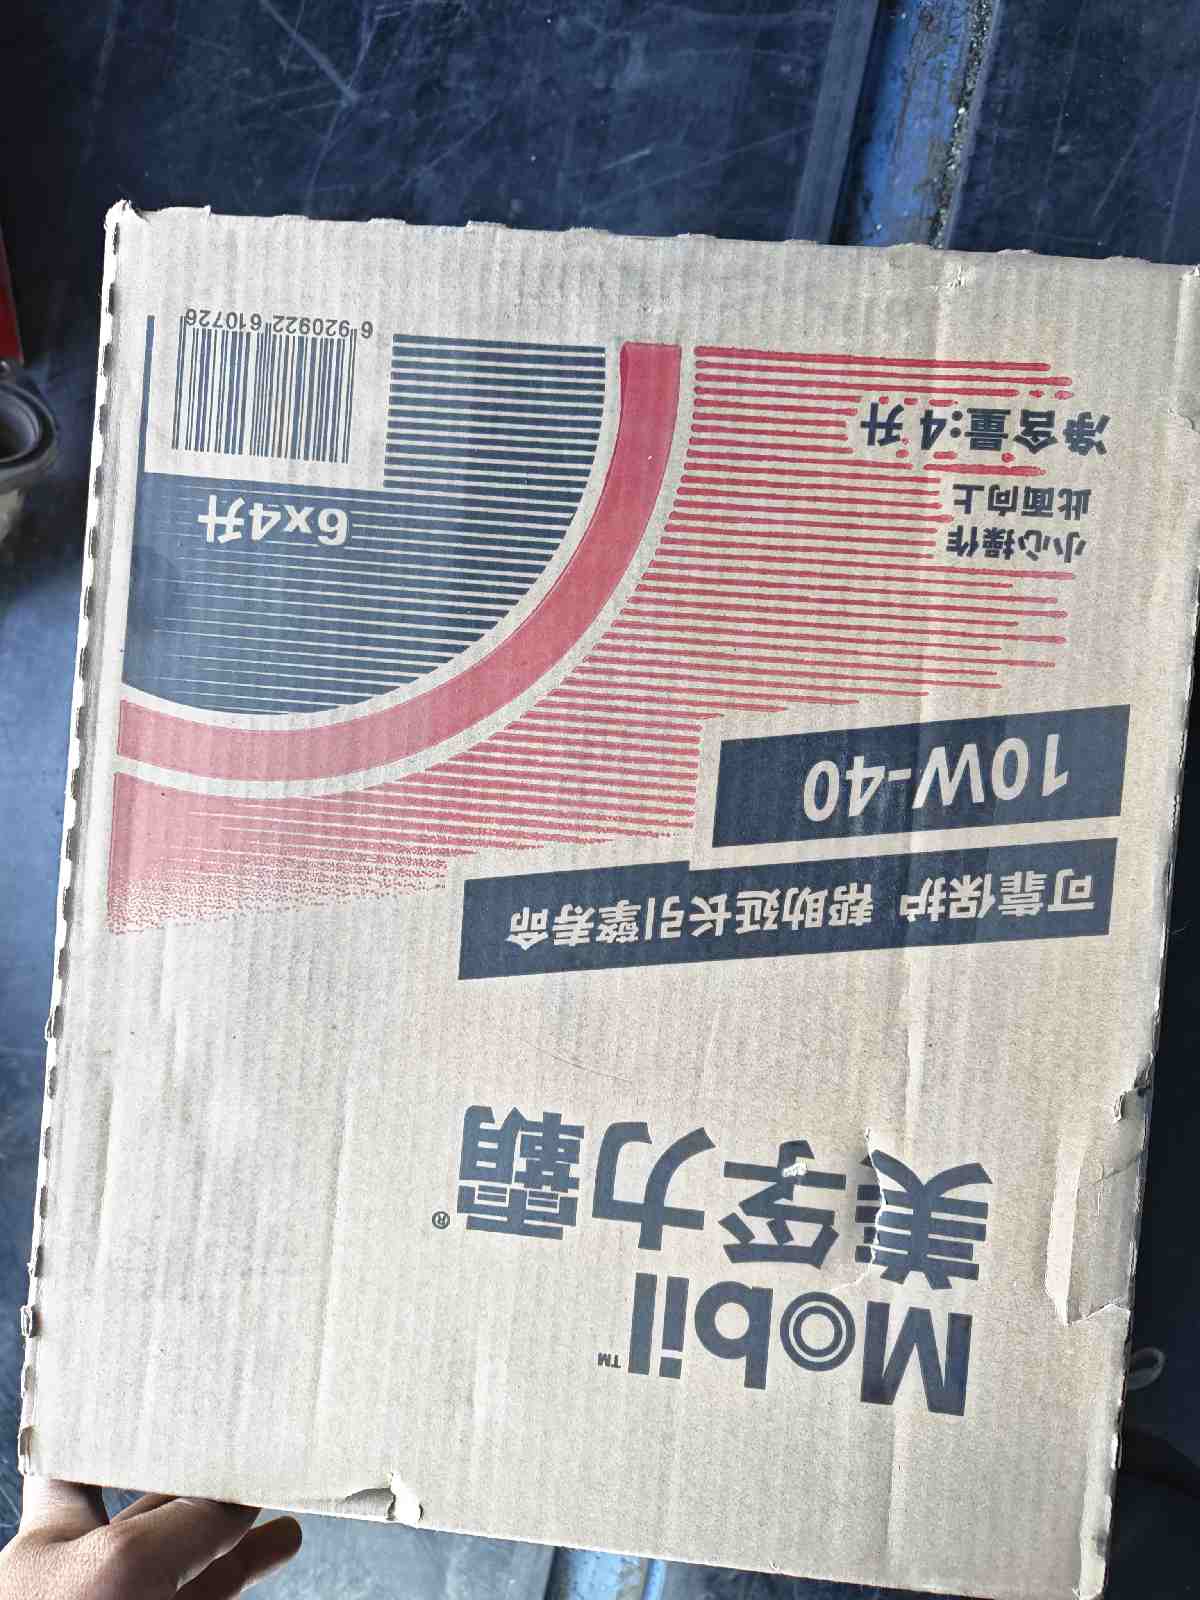 Mobil™
美孚力霸®
可靠保护 帮助延长引擎寿命
10W-40
小心操作
此面向上
净含量:4升
6x4升
6 920922 610726